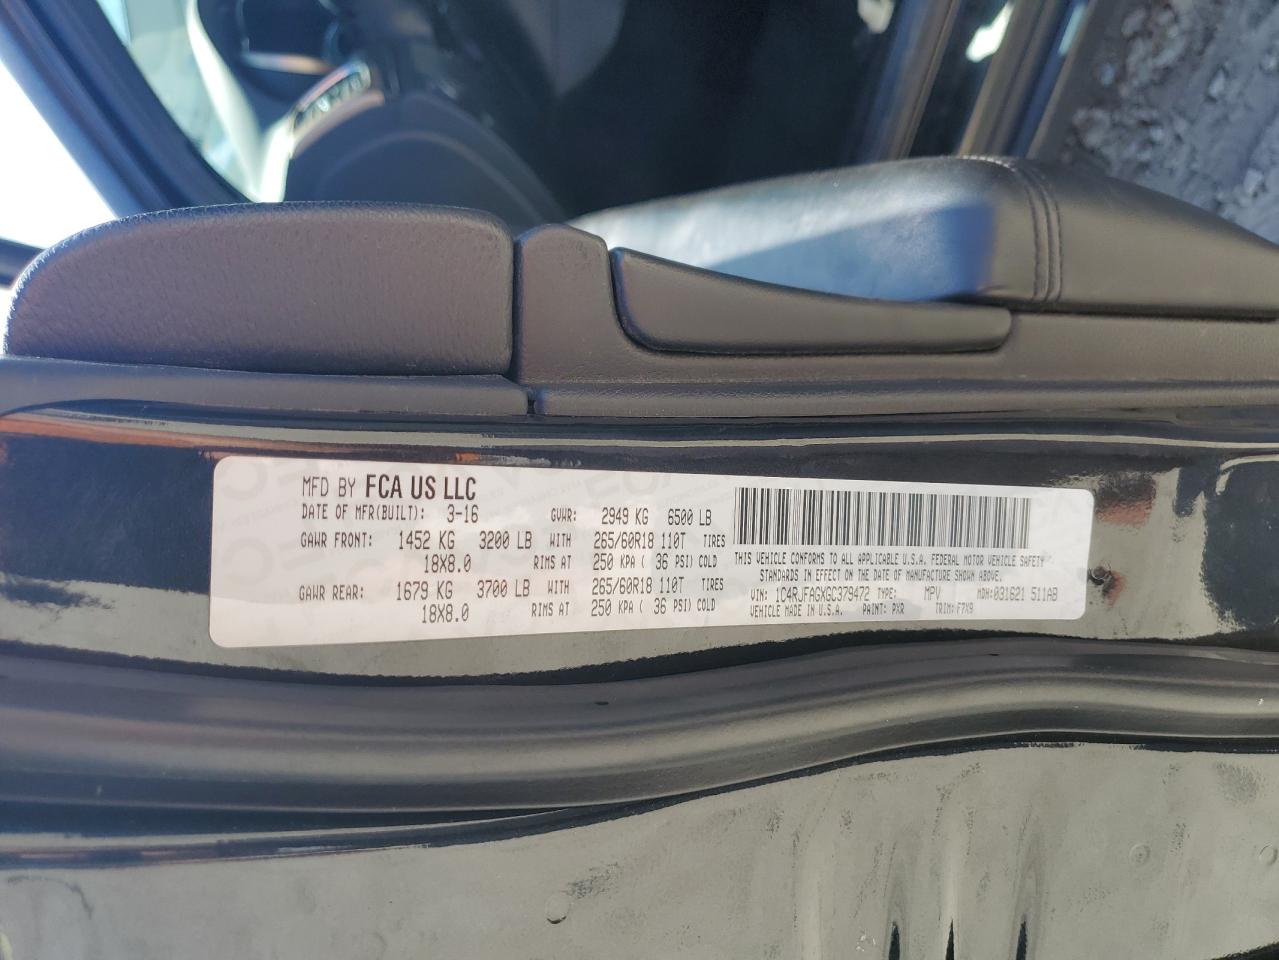 MFD BY FCA US LLC
DATE OF MFR(BUILT): 3-16 GVWR: 2949 KG 6500 LB
GAWR FRONT: 1452 KG 3200 LB WITH 265/60R18 110T TIRES
18X8.0 RIMS AT 250 KPA ( 36 PSI) COLD
GAWR REAR: 1679 KG 3700 LB WITH 265/60R18 110T TIRES
18X8.0 RIMS AT 250 KPA ( 36 PSI) COLD
THIS VEHICLE CONFORMS TO ALL APPLICABLE U.S.A. FEDERAL MOTOR VEHICLE SAFETY
STANDARDS IN EFFECT ON THE DATE OF MANUFACTURE SHOWN ABOVE.
VIN: 1C4RJFAGXGC379472 TYPE: MPV MDH: 031621 511AB
VEHICLE MADE IN U.S.A. PAINT: PXR TRIM: F7X9